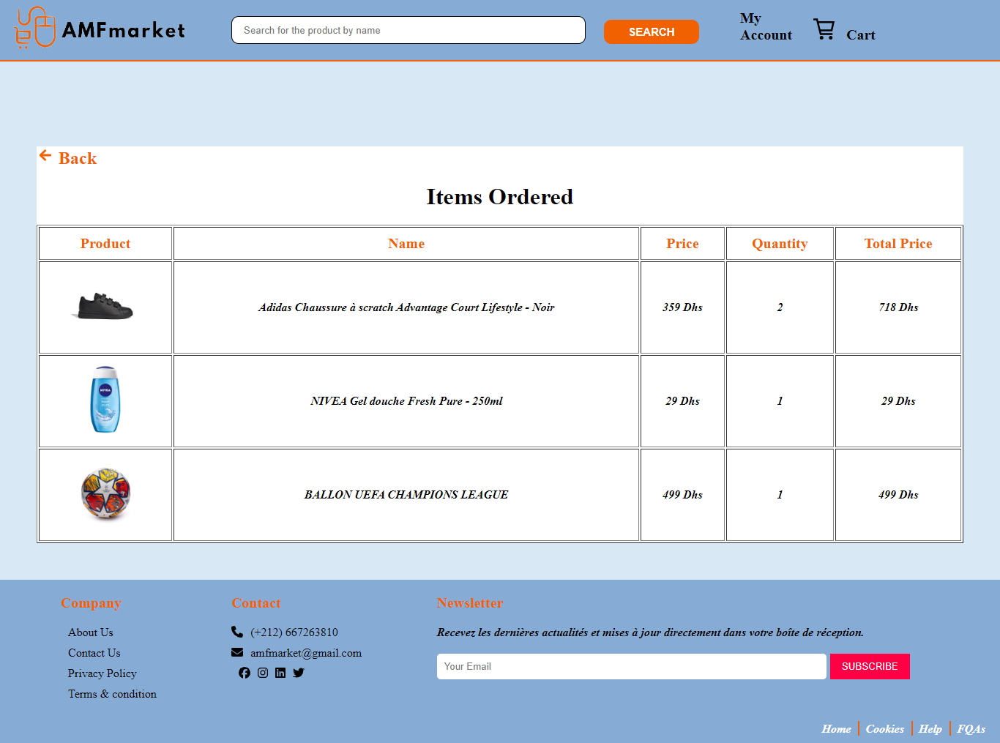 AMFmarket
Search for the product by name
SEARCH
My
Account
Cart
Back
Items Ordered
Product Name Price Quantity Total Price
Adidas Chaussure à scratch Advantage Court Lifestyle - Noir 359 Dhs 2 718 Dhs
NIVEA
NIVEA Gel douche Fresh Pure - 250ml 29 Dhs 1 29 Dhs
BALLON UEFA CHAMPIONS LEAGUE 499 Dhs 1 499 Dhs
Company
About Us
Contact Us
Privacy Policy
Terms & condition
Contact
(+212) 667263810
amfmarket@gmail.com
Newsletter
Recevez les dernières actualités et mises à jour directement dans votre boîte de réception.
Your Email
SUBSCRIBE
Home Cookies Help FQAs